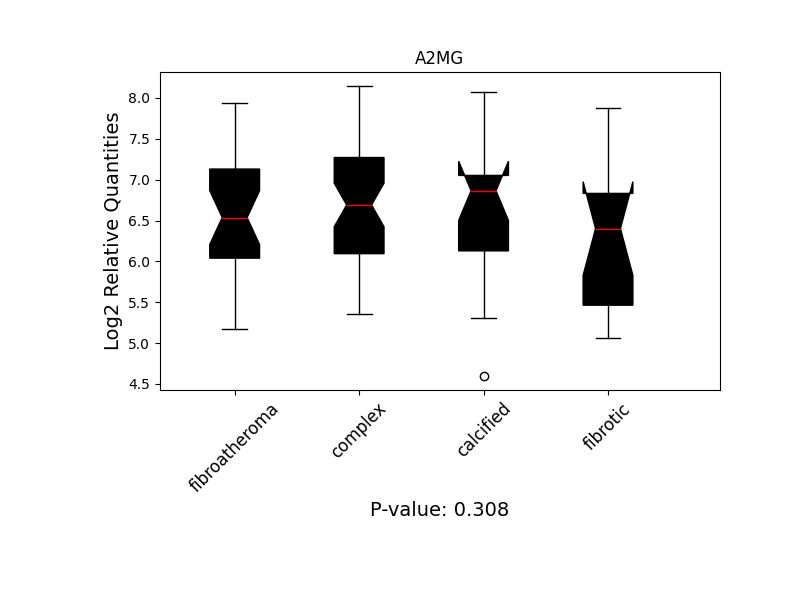 A2MG
Log2 Relative Quantities
8.0
7.5
7.0
6.5
6.0
5.5
5.0
4.5
fibroatheroma
complex
calcified
fibrotic
P-value: 0.308